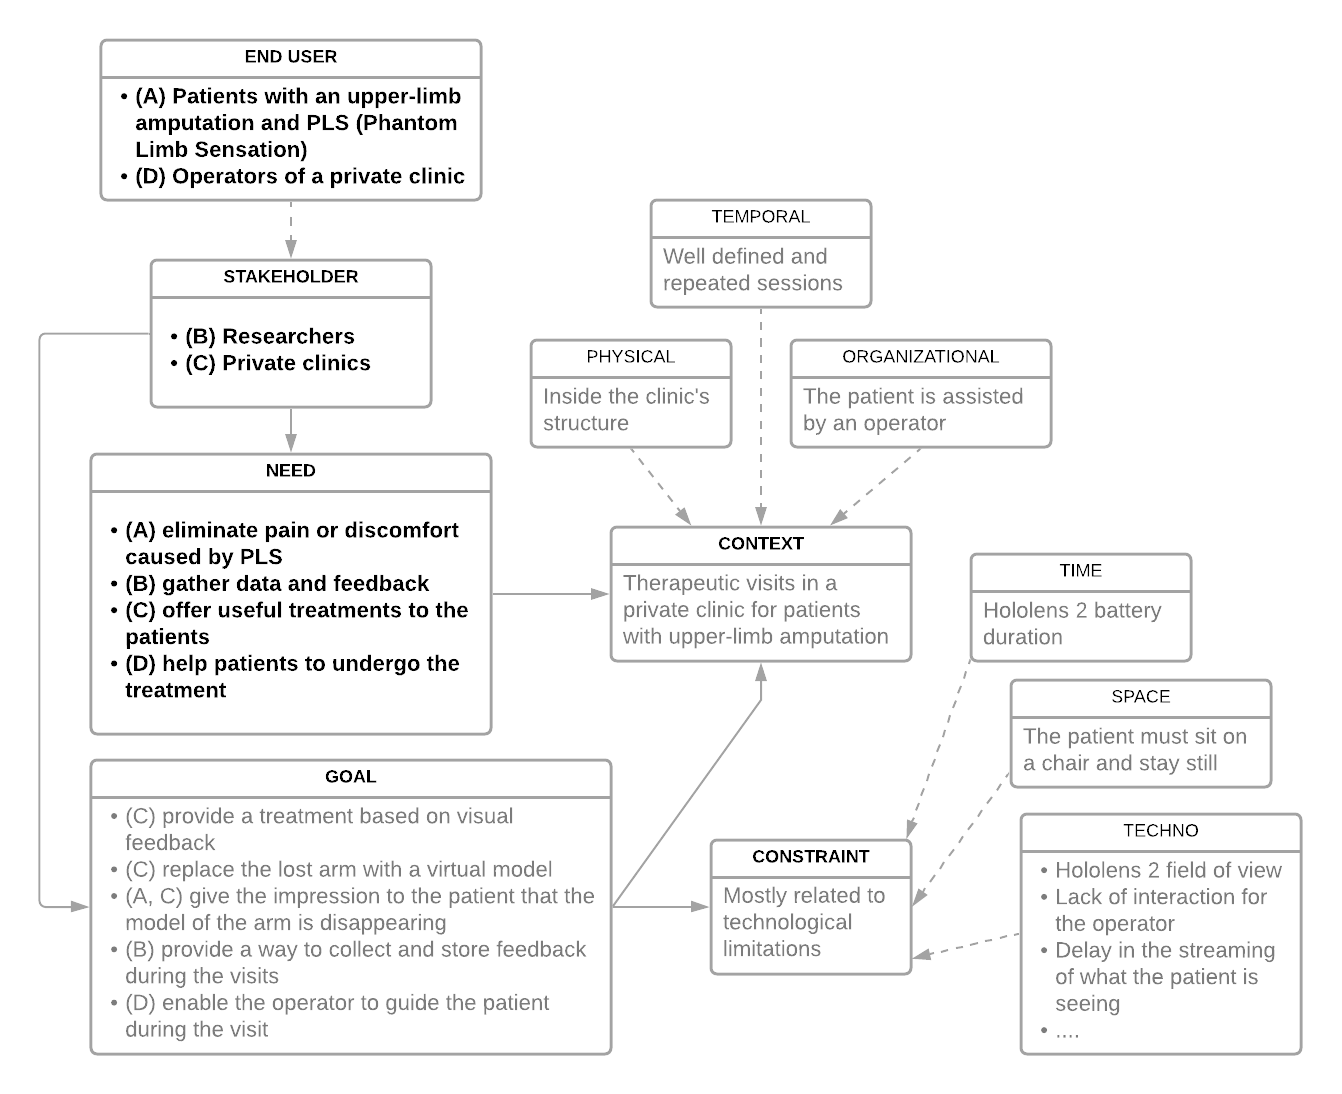 END USER
• (A) Patients with an upper-limb
amputation and PLS (Phantom
Limb Sensation)
• (D) Operators of a private clinic
STAKEHOLDER
• (B) Researchers
• (C) Private clinics
NEED
• (A) eliminate pain or discomfort
caused by PLS
• (B) gather data and feedback
• (C) offer useful treatments to the
patients
• (D) help patients to undergo the
treatment
GOAL
• (C) provide a treatment based on visual
feedback
• (C) replace the lost arm with a virtual model
• (A, C) give the impression to the patient that the
model of the arm is disappearing
• (B) provide a way to collect and store feedback
during the visits
• (D) enable the operator to guide the patient
during the visit
TEMPORAL
Well defined and
repeated sessions
PHYSICAL
Inside the clinic's
structure
ORGANIZATIONAL
The patient is assisted
by an operator
CONTEXT
Therapeutic visits in a
private clinic for patients
with upper-limb amputation
TIME
Hololens 2 battery
duration
SPACE
The patient must sit on
a chair and stay still
CONSTRAINT
Mostly related to
technological
limitations
TECHNO
• Hololens 2 field of view
• Lack of interaction for
the operator
• Delay in the streaming
of what the patient is
seeing
• ....